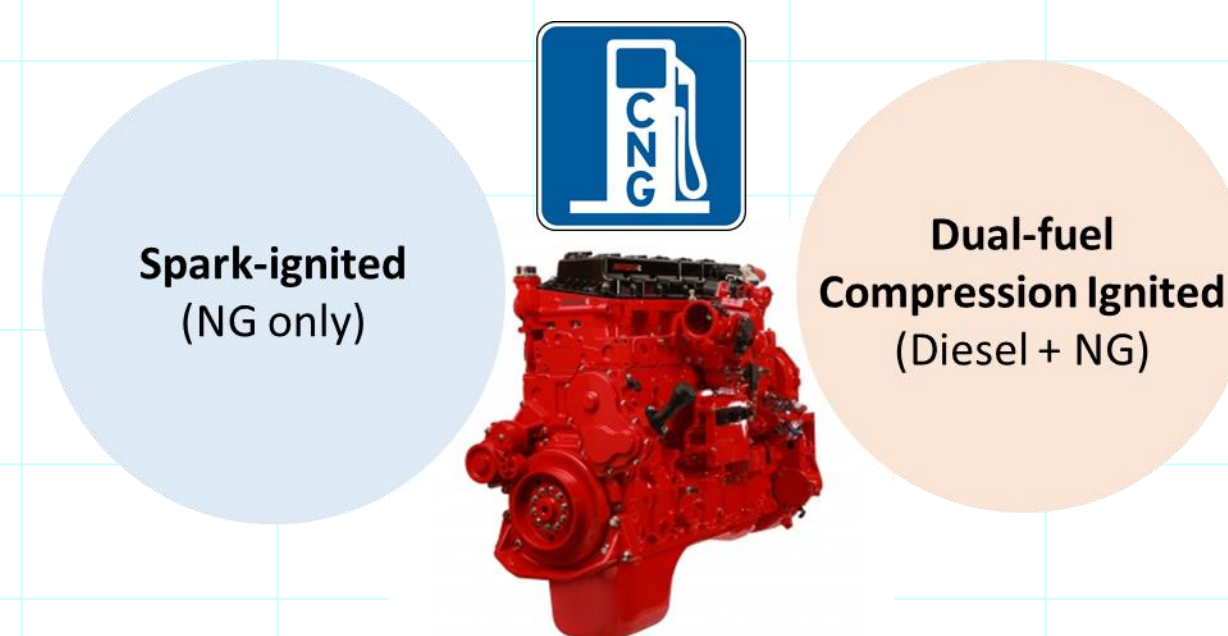 CNG
Spark-ignited
(NG only)
Dual-fuel
Compression Ignited
(Diesel + NG)